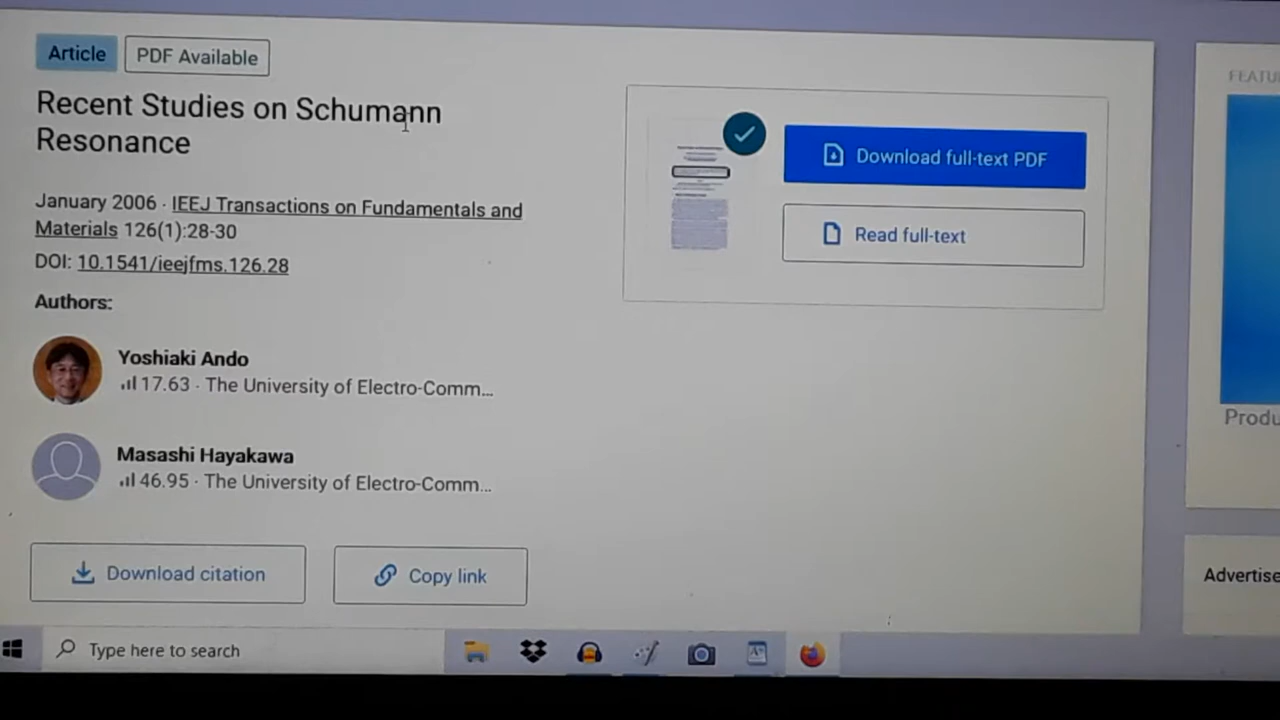 Article
PDF Available
Recent Studies on Schumann
Resonance
January 2006 · IEEJ Transactions on Fundamentals and
Materials 126(1):28-30
DOI: 10.1541/ieejfms.126.28
Authors:
Yoshiaki Ando
17.63 · The University of Electro-Comm...
Masashi Hayakawa
46.95 · The University of Electro-Comm...
Download citation
Copy link
Download full-text PDF
Read full-text
FEATU
Produ
Advertise
Type here to search